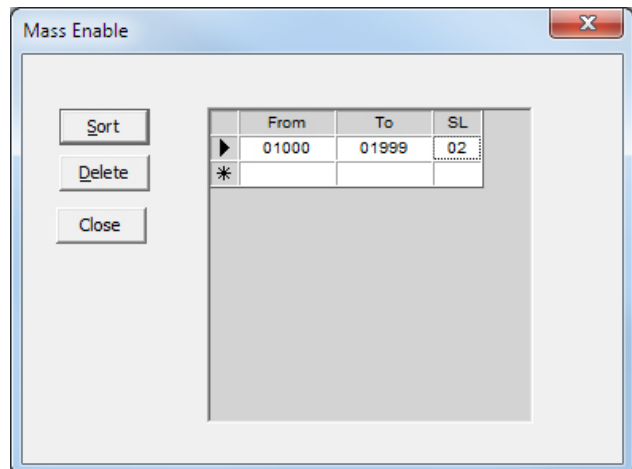 Mass Enable
Sort
Delete
Close
From To SL
01000 01999 02